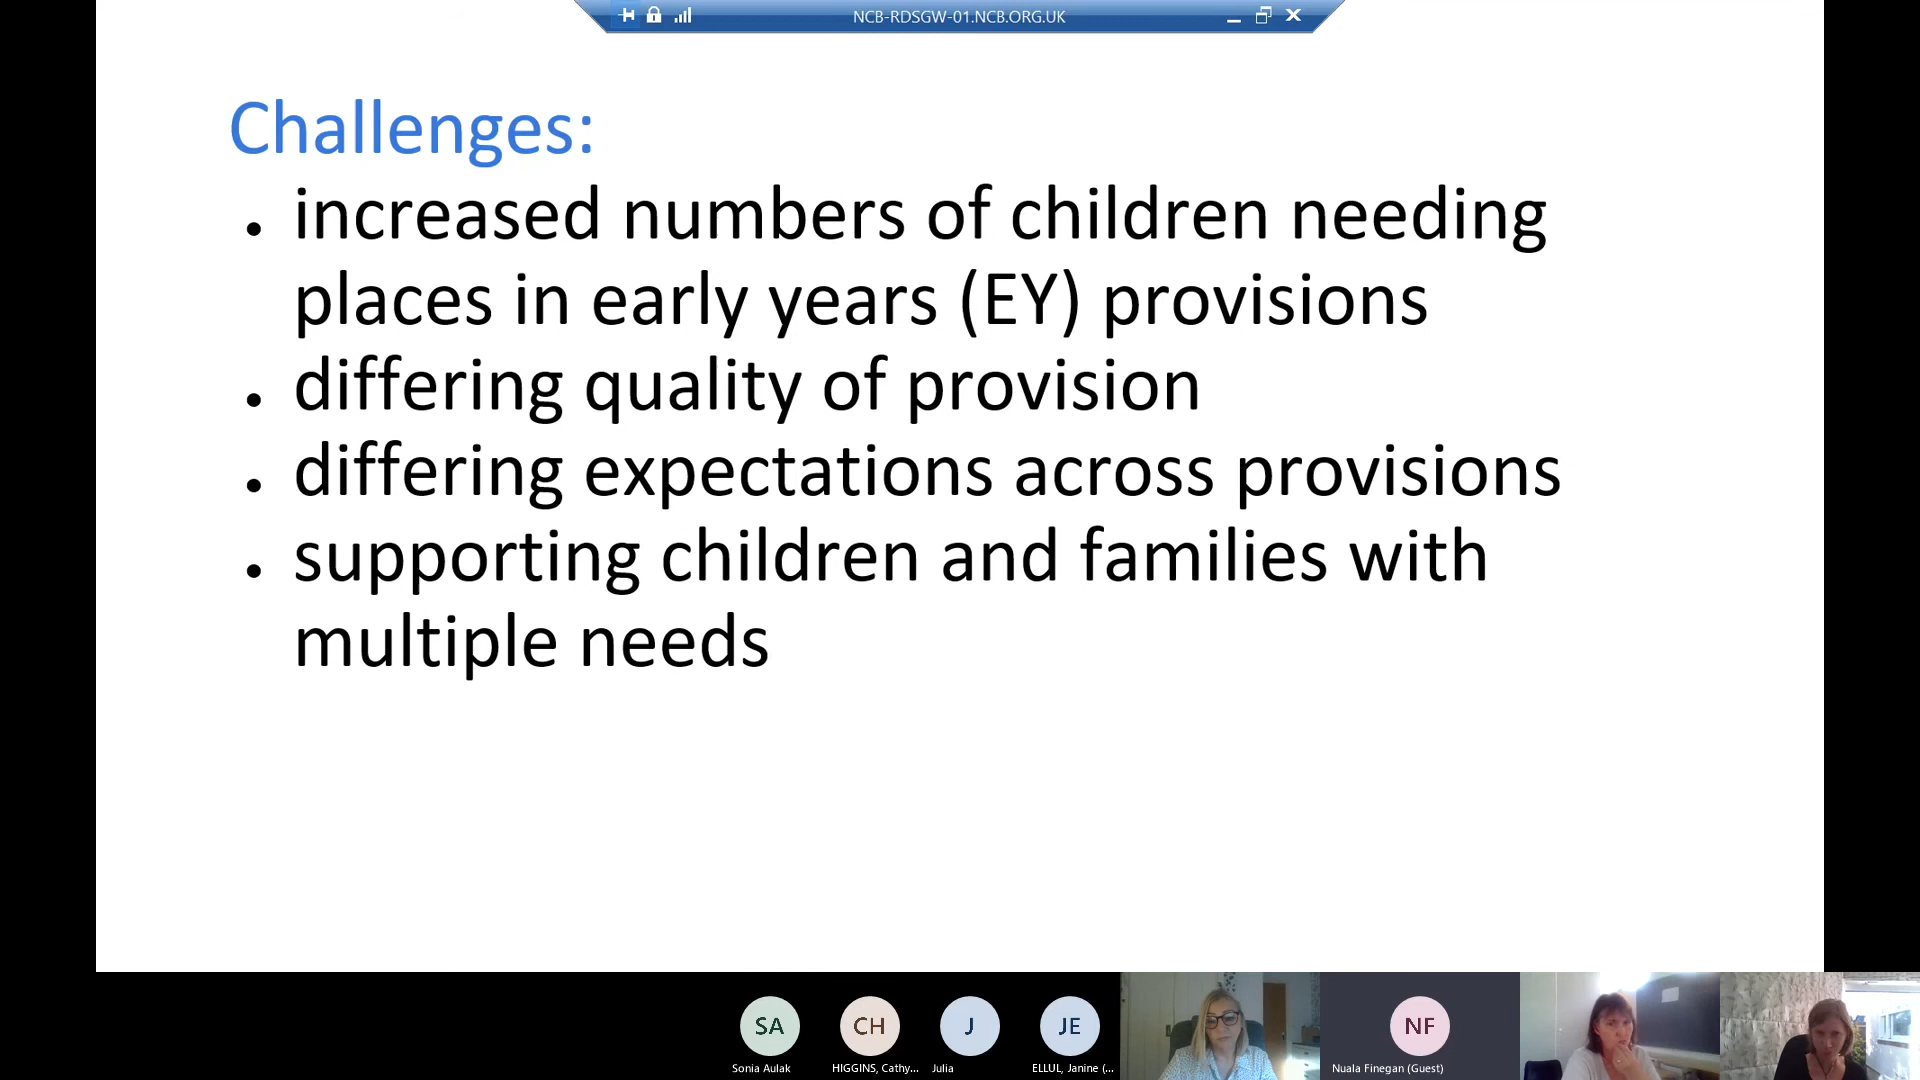 NCB-RDSGW-01.NCB.ORG.UK
Challenges:
• increased numbers of children needing
places in early years (EY) provisions
• differing quality of provision
• differing expectations across provisions
• supporting children and families with
multiple needs
SA CH J JE NF
Sonia Aulak HIGGINS, Cathy... Julia ELLUL, Janine (... Nuala Finegan (Guest)